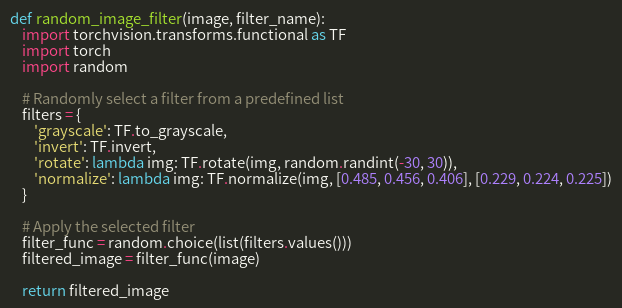 def random_image_filter(image, filter_name):
    import torchvision.transforms.functional as TF
    import torch
    import random

    # Randomly select a filter from a predefined list
    filters = {
        'grayscale': TF.to_grayscale,
        'invert': TF.invert,
        'rotate': lambda img: TF.rotate(img, random.randint(-30, 30)),
        'normalize': lambda img: TF.normalize(img, [0.485, 0.456, 0.406], [0.229, 0.224, 0.225])
    }

    # Apply the selected filter
    filter_func = random.choice(list(filters.values()))
    filtered_image = filter_func(image)

    return filtered_image